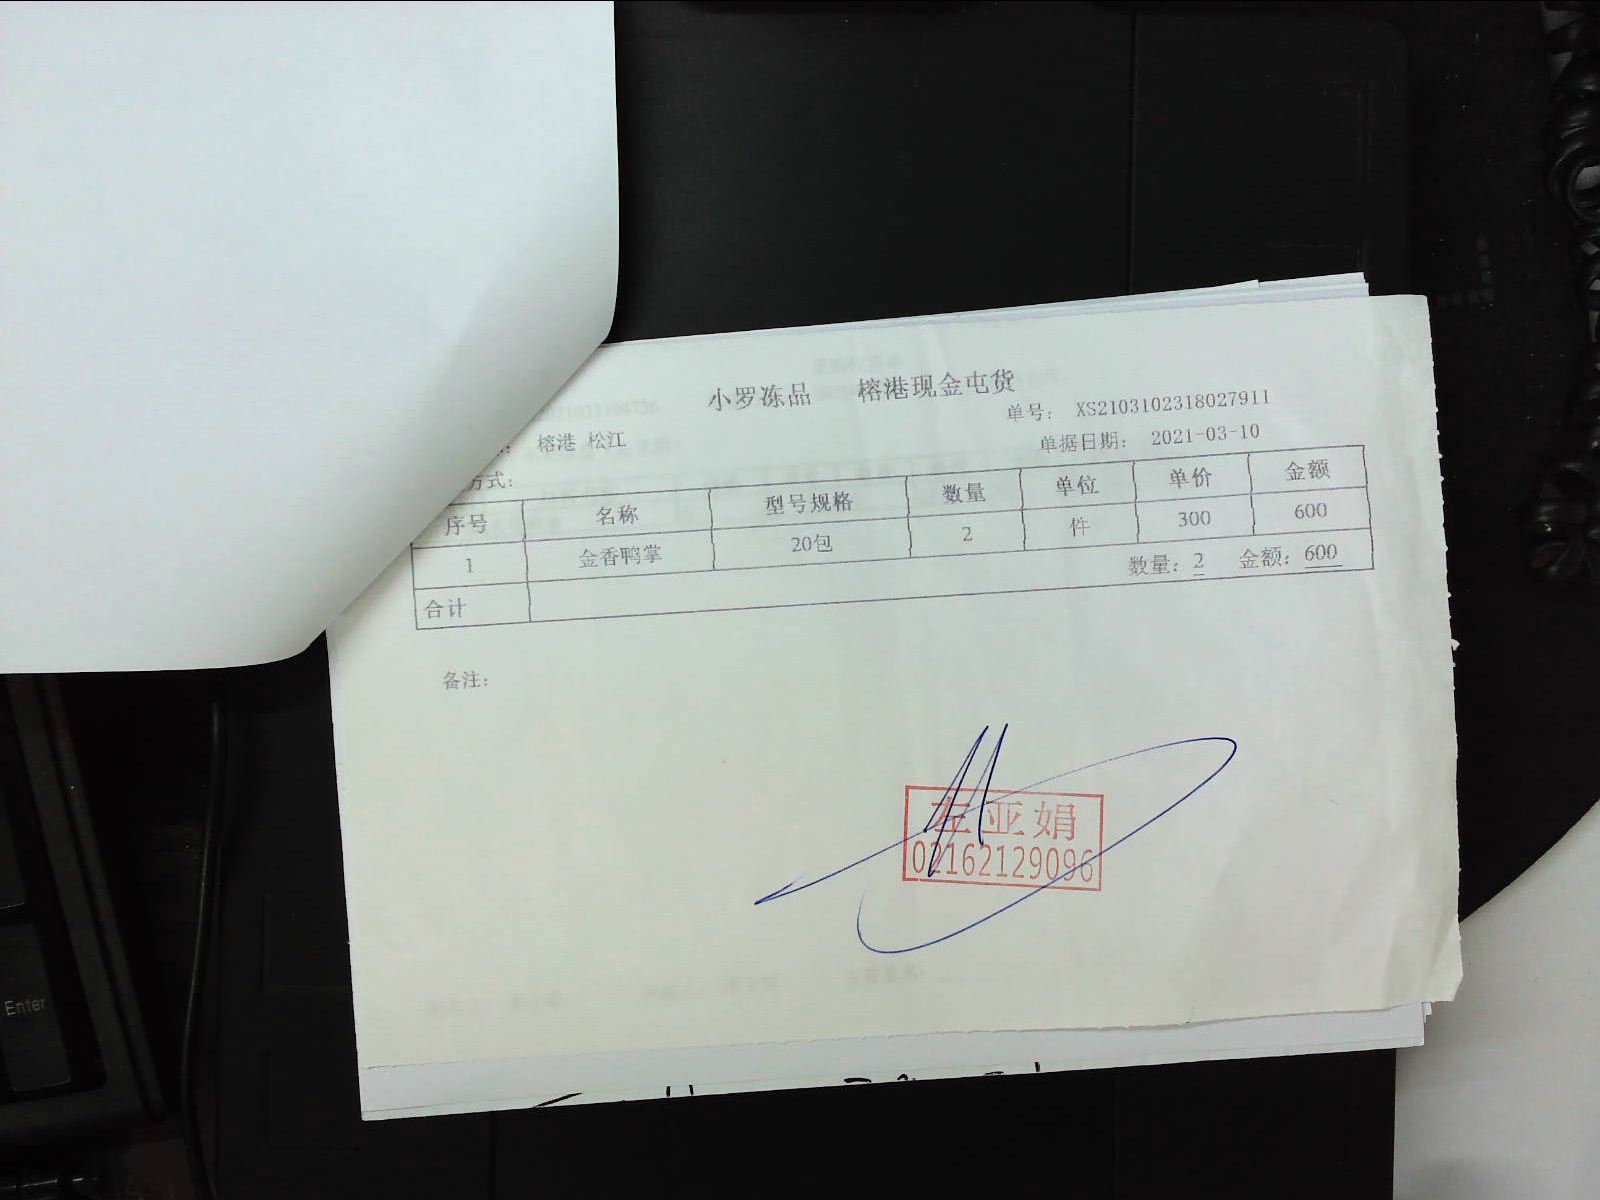 小罗冻品 榕港现金屯货
单号： XS2103102318027911
： 榕港 松江
单据日期： 2021-03-10
方式：
序号 名称 型号规格 数量 单位 单价 金额
1 金香鸭掌 20包 2 件 300 600
合计 数量：2 金额：600
备注：
左亚娟
02162129096
Enter